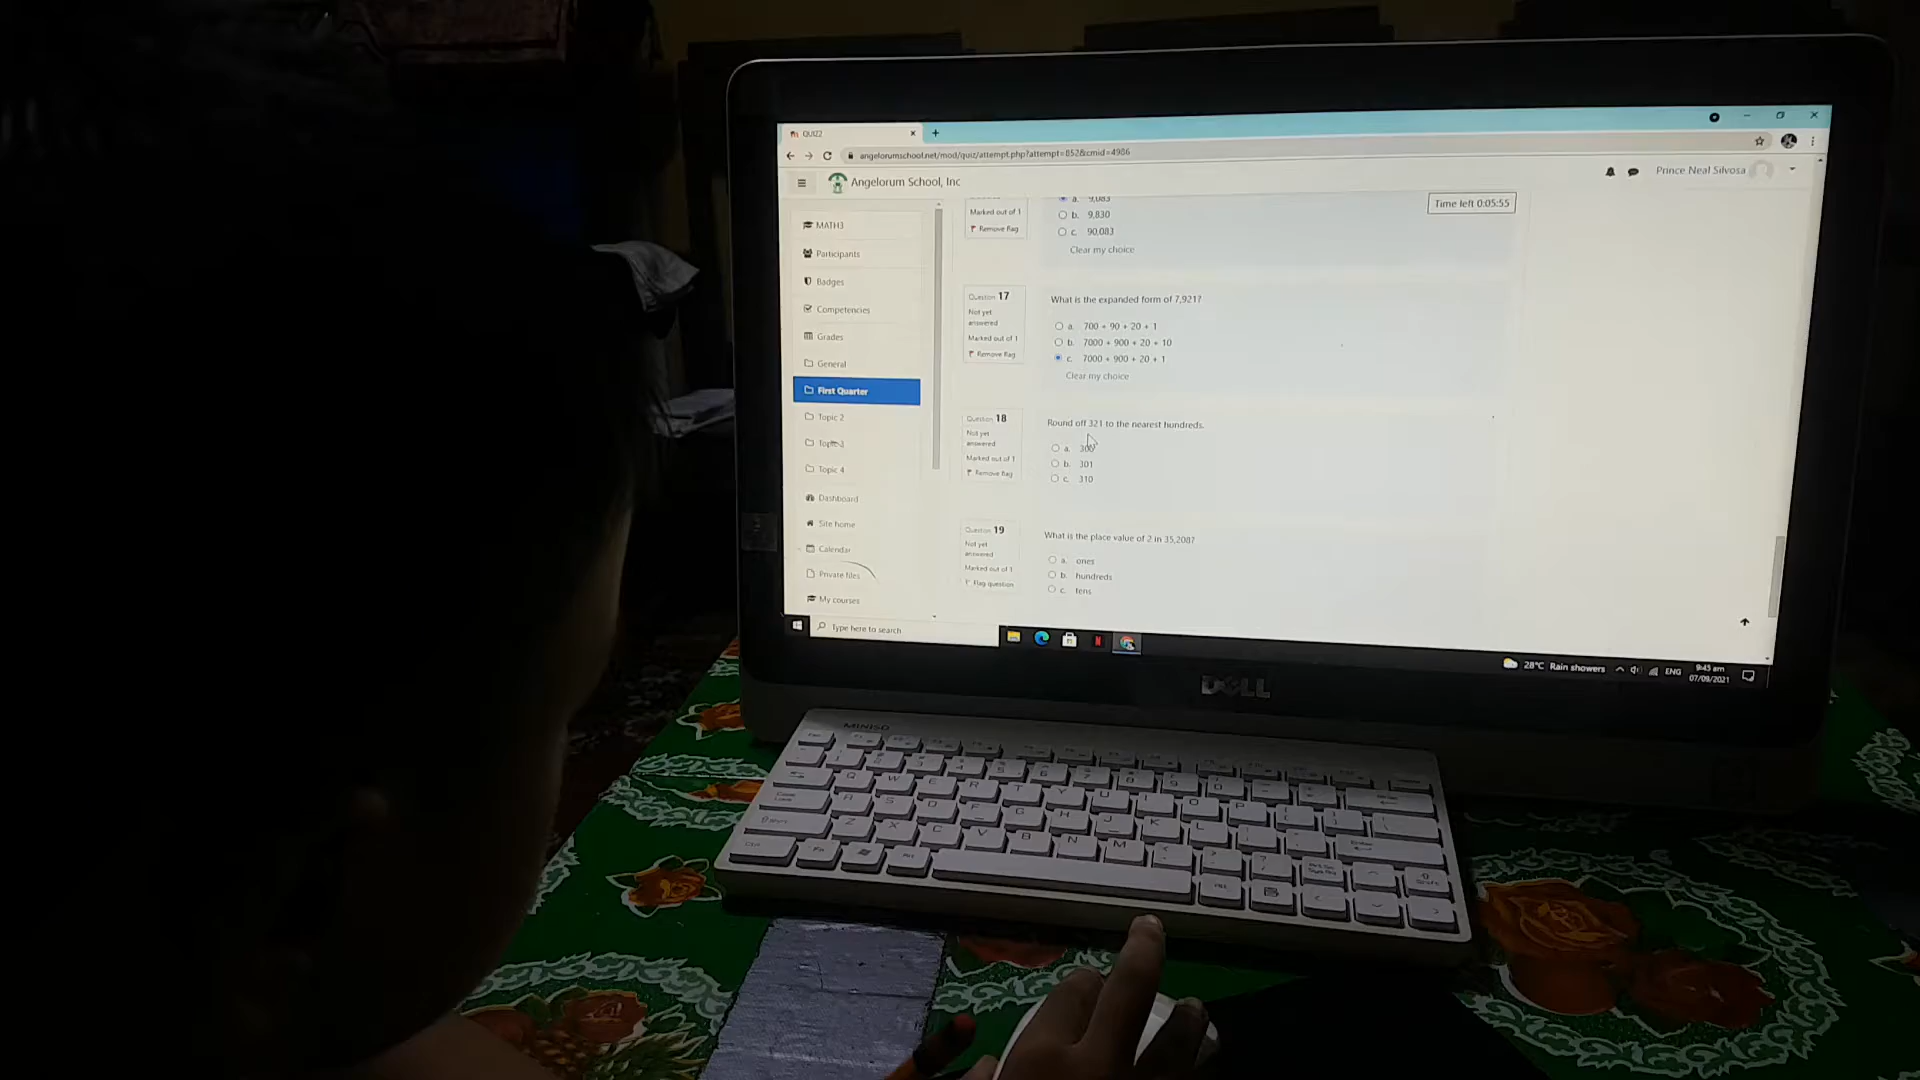 QUIZ2
angelorumschool.net/mod/quiz/attempt.php?attempt=852&cmid=4986
Angelorum School, Inc
Prince Neal Silvosa
MATH3
Participants
Badges
Competencies
Grades
General
First Quarter
Topic 2
Topic 3
Topic 4
Dashboard
Site home
Calendar
Private files
My courses
Time left 0:05:55
Marked out of 1
Remove flag
a. 9,083
b. 9,830
c. 90,083
Clear my choice
Question 17
Not yet
answered
Marked out of 1
Remove flag
What is the expanded form of 7,921?
a. 700 + 90 + 20 + 1
b. 7000 + 900 + 20 + 10
c. 7000 + 900 + 20 + 1
Clear my choice
Question 18
Not yet
answered
Marked out of 1
Remove flag
Round off 321 to the nearest hundreds.
a. 300
b. 301
c. 310
Question 19
Not yet
answered
Marked out of 1
Flag question
What is the place value of 2 in 35,208?
a. ones
b. hundreds
c. tens
Type here to search
28°C Rain showers
ENG
9:45 am
07/09/2021
DELL
MINISO
Q W E R T Y U I O P
A S D F G H J K L
Z X C V B N M